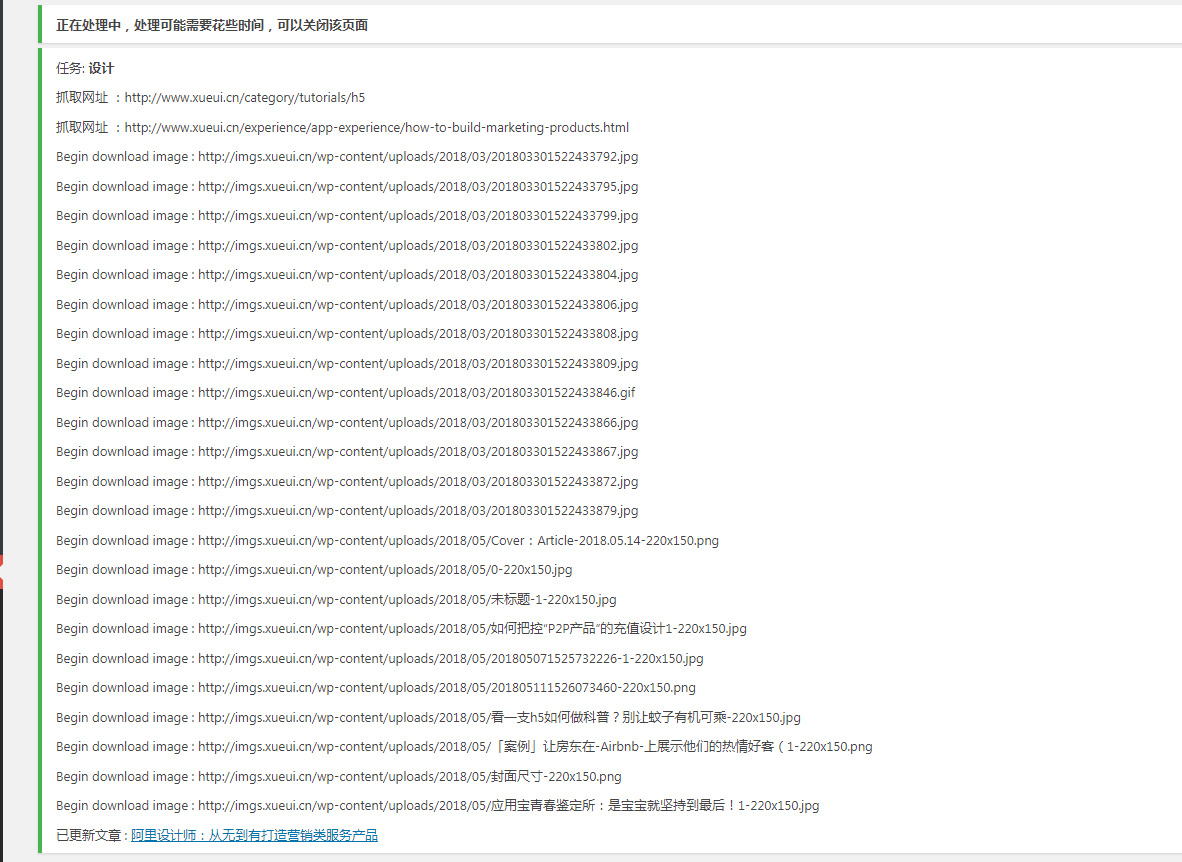 正在处理中，处理可能需要花些时间，可以关闭该页面
任务: 设计
抓取网址 ：http://www.xueui.cn/category/tutorials/h5
抓取网址 ：http://www.xueui.cn/experience/app-experience/how-to-build-marketing-products.html
Begin download image : http://imgs.xueui.cn/wp-content/uploads/2018/03/201803301522433792.jpg
Begin download image : http://imgs.xueui.cn/wp-content/uploads/2018/03/201803301522433795.jpg
Begin download image : http://imgs.xueui.cn/wp-content/uploads/2018/03/201803301522433799.jpg
Begin download image : http://imgs.xueui.cn/wp-content/uploads/2018/03/201803301522433802.jpg
Begin download image : http://imgs.xueui.cn/wp-content/uploads/2018/03/201803301522433804.jpg
Begin download image : http://imgs.xueui.cn/wp-content/uploads/2018/03/201803301522433806.jpg
Begin download image : http://imgs.xueui.cn/wp-content/uploads/2018/03/201803301522433808.jpg
Begin download image : http://imgs.xueui.cn/wp-content/uploads/2018/03/201803301522433809.jpg
Begin download image : http://imgs.xueui.cn/wp-content/uploads/2018/03/201803301522433846.gif
Begin download image : http://imgs.xueui.cn/wp-content/uploads/2018/03/201803301522433866.jpg
Begin download image : http://imgs.xueui.cn/wp-content/uploads/2018/03/201803301522433867.jpg
Begin download image : http://imgs.xueui.cn/wp-content/uploads/2018/03/201803301522433872.jpg
Begin download image : http://imgs.xueui.cn/wp-content/uploads/2018/03/201803301522433879.jpg
Begin download image : http://imgs.xueui.cn/wp-content/uploads/2018/05/Cover：Article-2018.05.14-220x150.png
Begin download image : http://imgs.xueui.cn/wp-content/uploads/2018/05/0-220x150.jpg
Begin download image : http://imgs.xueui.cn/wp-content/uploads/2018/05/未标题-1-220x150.jpg
Begin download image : http://imgs.xueui.cn/wp-content/uploads/2018/05/如何把控“P2P产品”的充值设计1-220x150.jpg
Begin download image : http://imgs.xueui.cn/wp-content/uploads/2018/05/201805071525732226-1-220x150.jpg
Begin download image : http://imgs.xueui.cn/wp-content/uploads/2018/05/201805111526073460-220x150.png
Begin download image : http://imgs.xueui.cn/wp-content/uploads/2018/05/看一支h5如何做科普？别让蚊子有机可乘-220x150.jpg
Begin download image : http://imgs.xueui.cn/wp-content/uploads/2018/05/「案例」让房东在-Airbnb-上展示他们的热情好客（1-220x150.png
Begin download image : http://imgs.xueui.cn/wp-content/uploads/2018/05/封面尺寸-220x150.png
Begin download image : http://imgs.xueui.cn/wp-content/uploads/2018/05/应用宝青春鉴定所：是宝宝就坚持到最后！1-220x150.jpg
已更新文章 : 阿里设计师：从无到有打造营销类服务产品